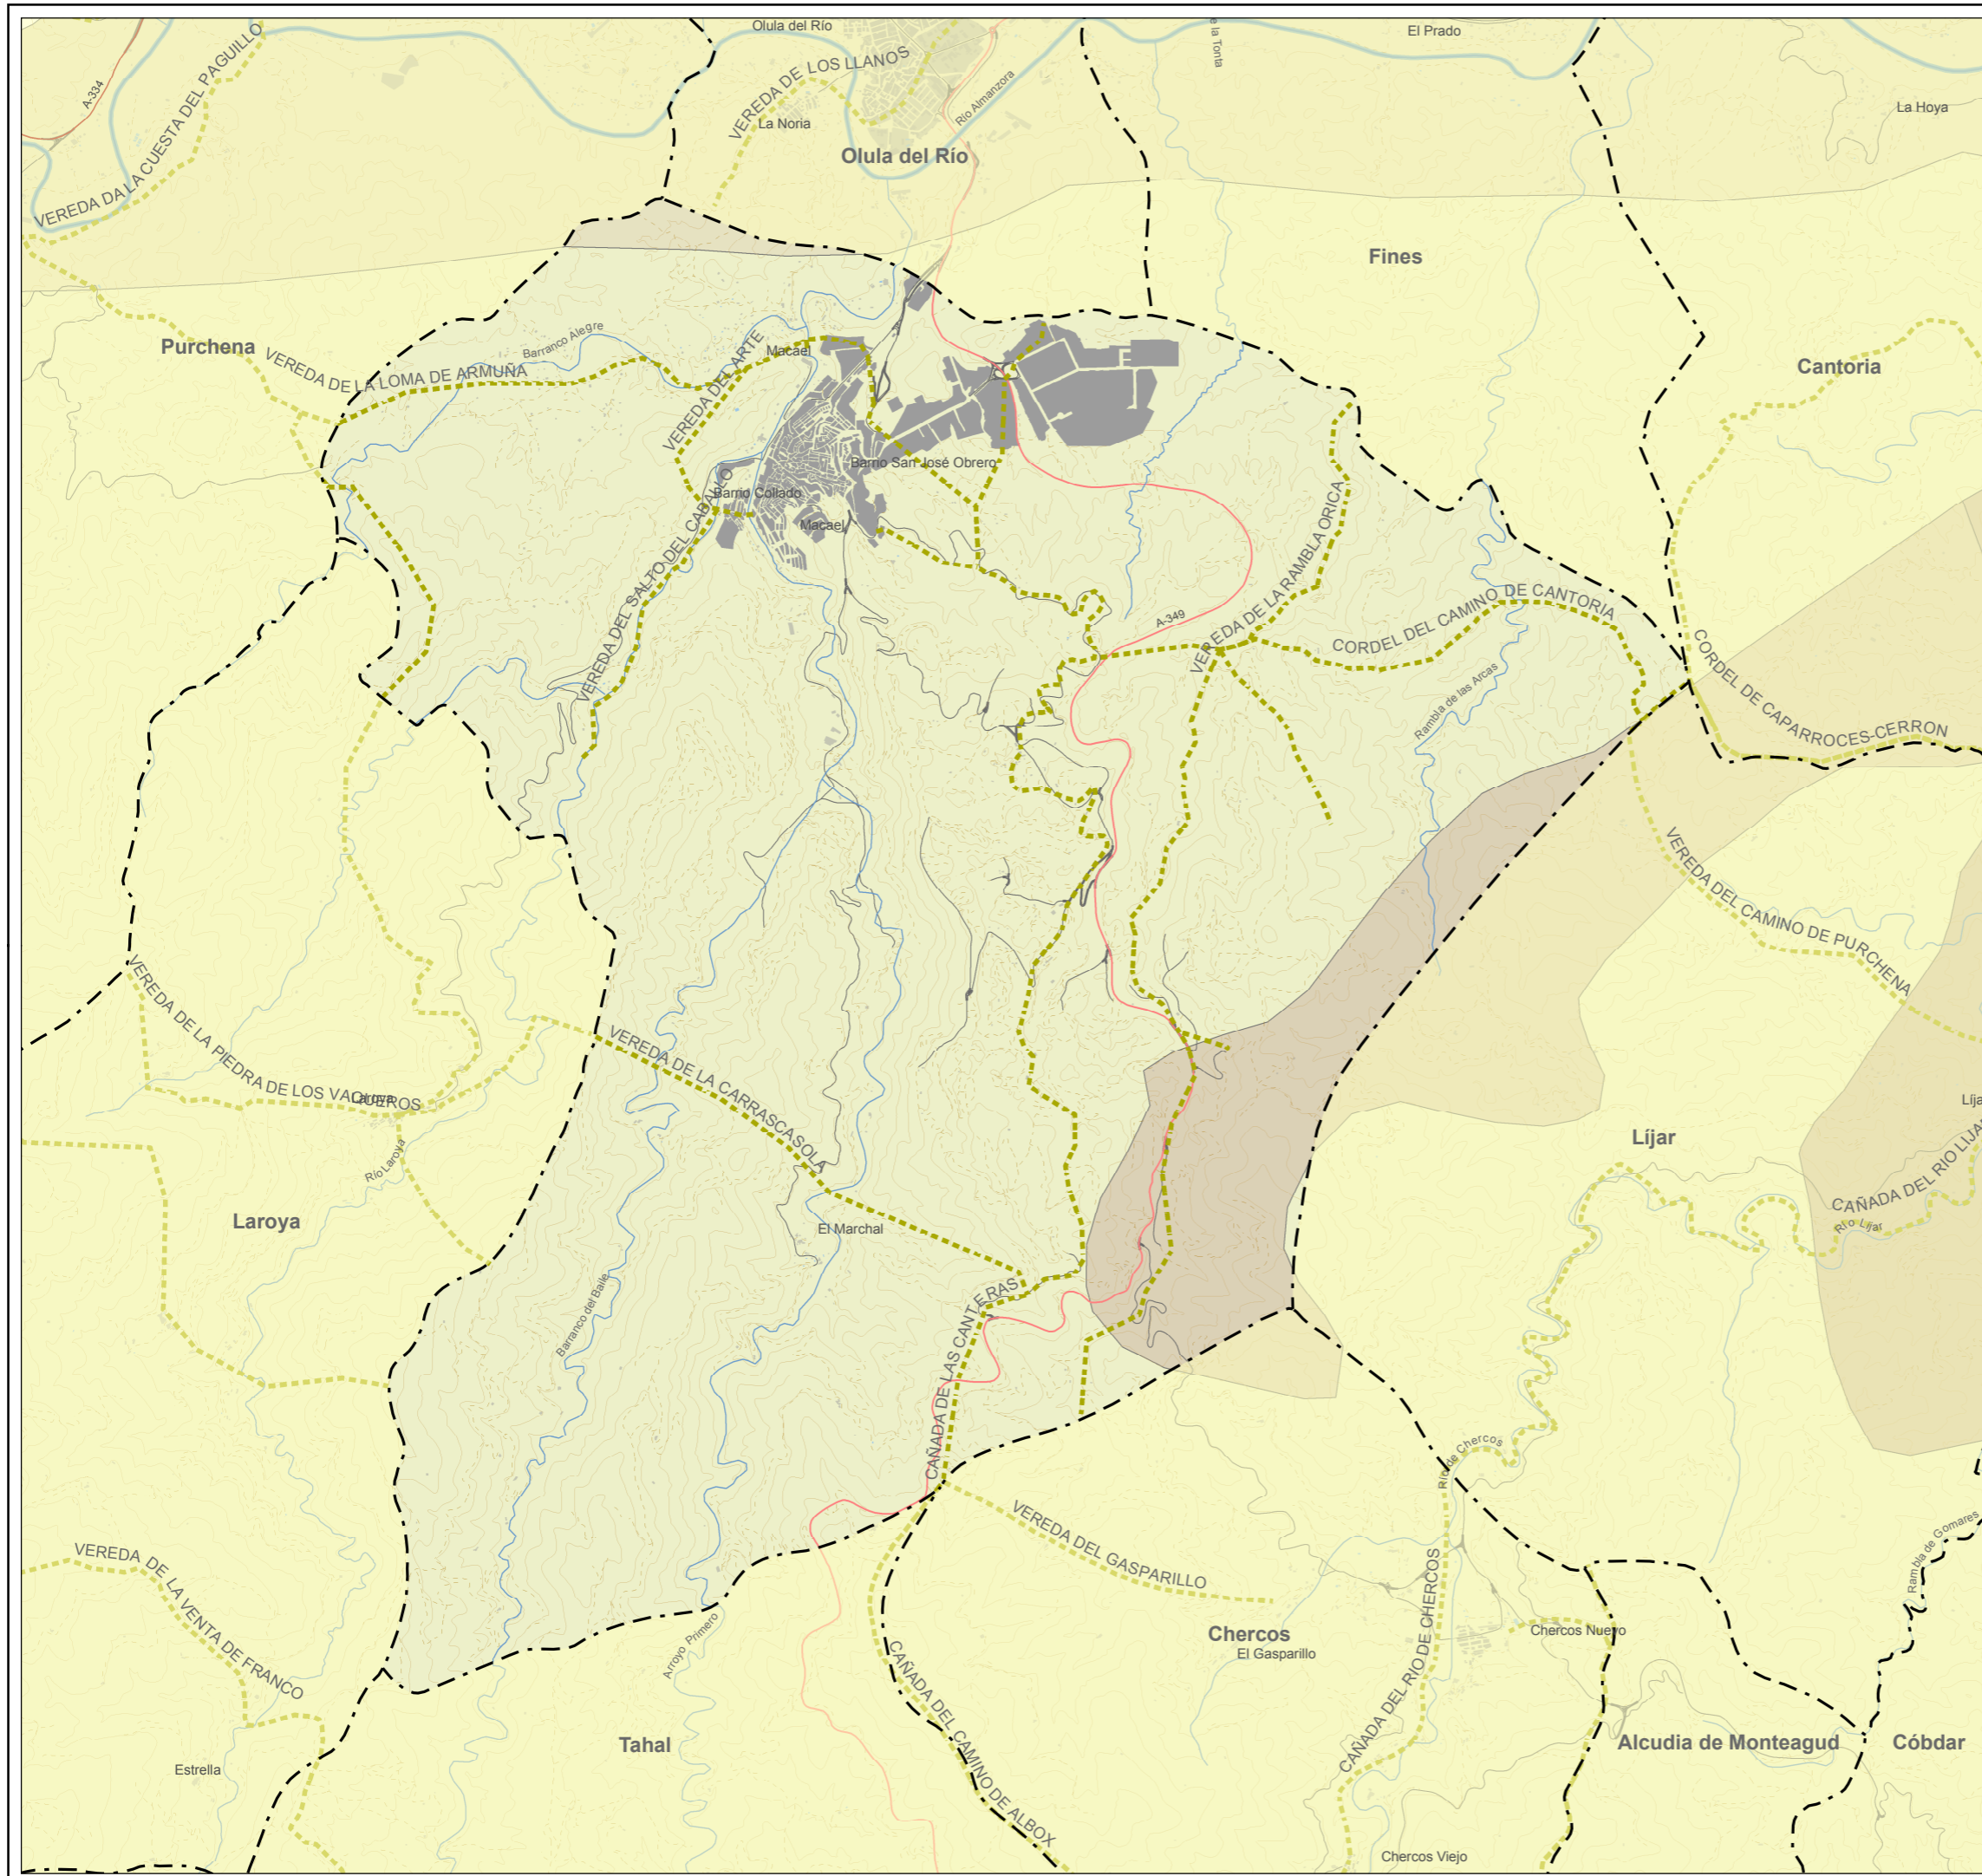 Olula del Río
El Prado
e la Tonta
A-334
VEREDA DE LOS LLANOS
VEREDA DA LA CUESTA DEL PAGUILLO
La Noria
Río Almanzora
La Hoya
Olula del Río
Fines
Purchena
VEREDA DE LA LOMA DE ARMUÑA
Barranco Alegre
VEREDA DEL ARTE
Macael
Cantoria
Barrio San José Obrero
Barrio Collado
Macael
VEREDA DEL SALTO DEL CABALLO
VEREDA DE LA RAMBLA ORICA
A-349
CORDEL DEL CAMINO DE CANTORIA
Rambla de las Arcas
CORDEL DE CAPARROCES-CERRON
VEREDA DEL CAMINO DE PURCHENA
VEREDA DE LA PIEDRA DE LOS VAQUEROS
Laroya
VEREDA DE LA CARRASCASOLA
Río Laroya
Laroya
El Marchal
Líja
Líjar
CAÑADA DEL RIO LIJAR
Río Líjar
Barranco del Baile
CAÑADA DE LAS CANTERAS
Río de Chercos
VEREDA DEL GASPARILLO
Rambla de Gomares
VEREDA DE LA VENTA DE FRANCO
Arroyo Primero
Chercos
El Gasparillo
Chercos Nuevo
CAÑADA DEL RIO DE CHERCOS
CAÑADA DEL CAMINO DE ALBOX
Tahal
Alcudia de Monteagud
Cóbdar
Estrella
Chercos Viejo